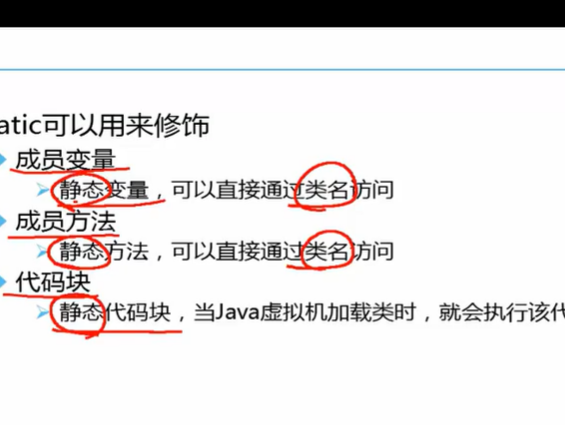 atic可以用来修饰
成员变量
静态变量，可以直接通过类名访问
成员方法
静态方法，可以直接通过类名访问
代码块
静态代码块，当Java虚拟机加载类时，就会执行该代